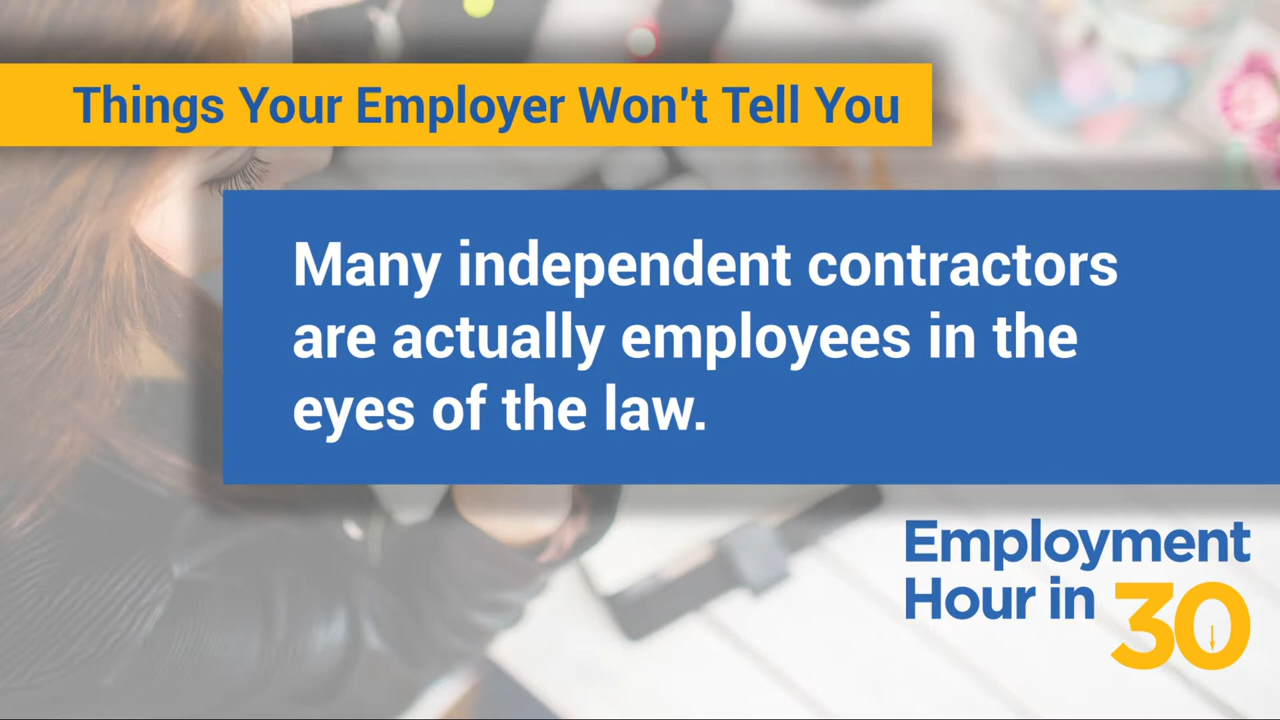 Things Your Employer Won't Tell You
Many independent contractors
are actually employees in the
eyes of the law.
Employment
Hour in 30